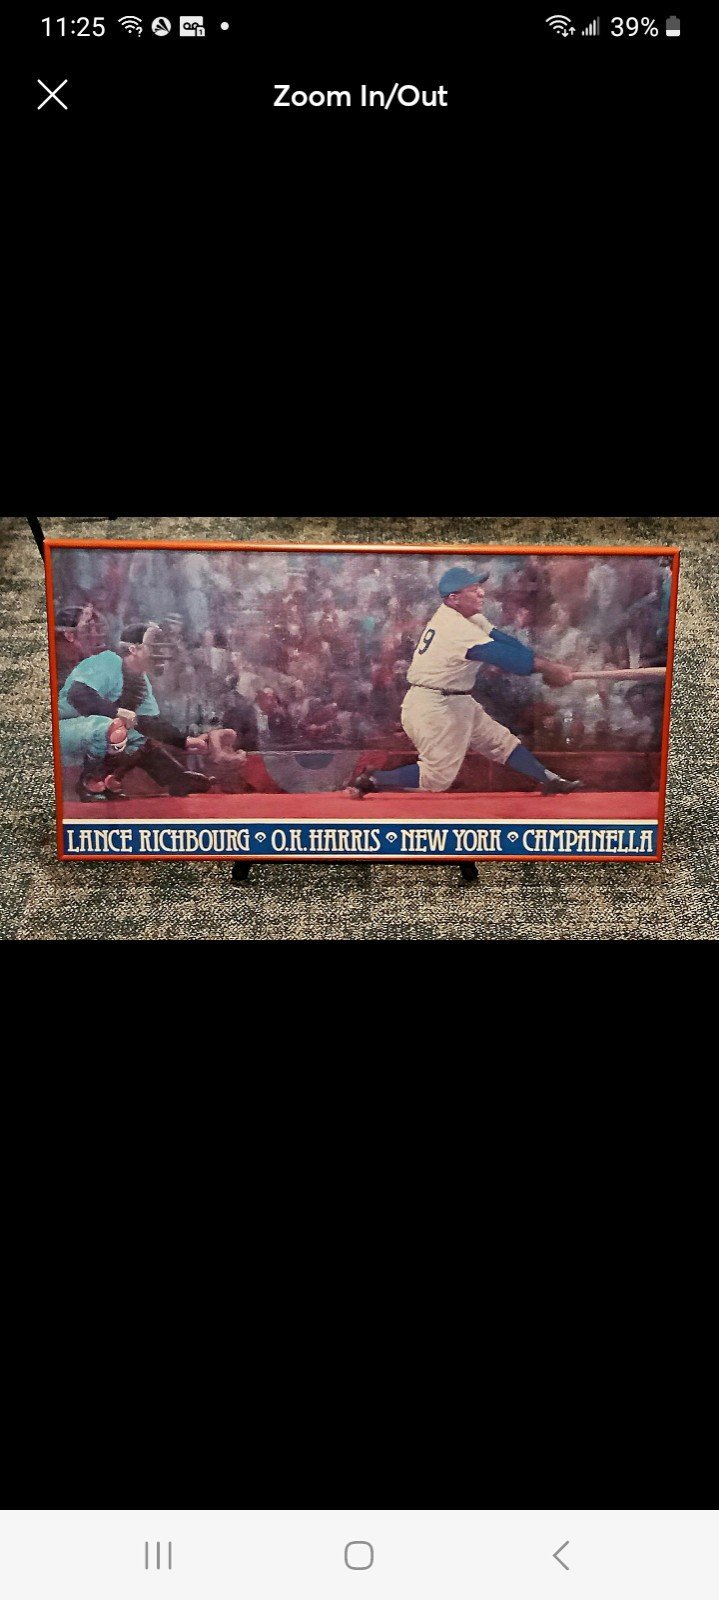 11:25
39%
Zoom In/Out
9
LANCE RICHBOURG ⋄ O.K. HARRIS ⋄ NEW YORK ⋄ CAMPANELLA